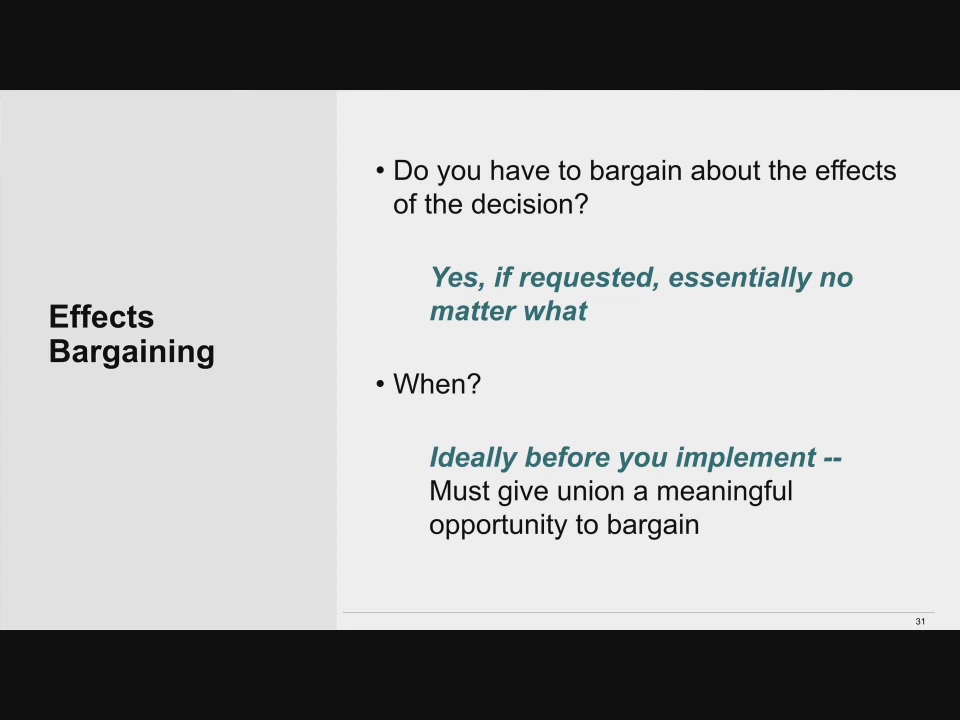 Effects
Bargaining
• Do you have to bargain about the effects
of the decision?
Yes, if requested, essentially no
matter what
• When?
Ideally before you implement --
Must give union a meaningful
opportunity to bargain
31